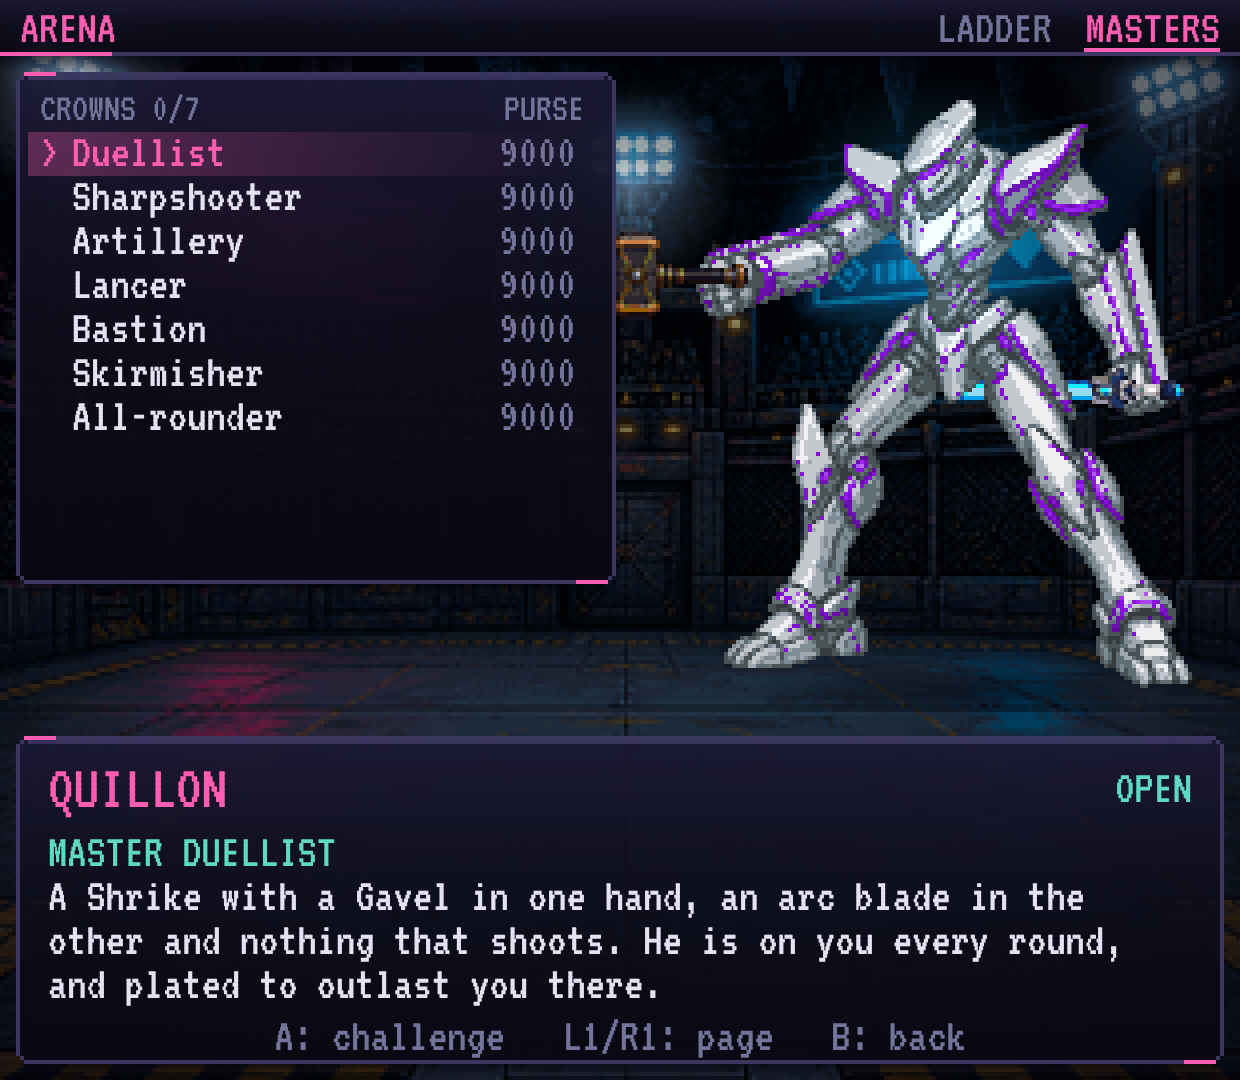 ARENA
LADDER MASTERS
CROWNS 0/7 PURSE
> Duellist 9000
Sharpshooter 9000
Artillery 9000
Lancer 9000
Bastion 9000
Skirmisher 9000
All-rounder 9000
QUILLON
OPEN
MASTER DUELLIST
A Shrike with a Gavel in one hand, an arc blade in the
other and nothing that shoots. He is on you every round,
and plated to outlast you there.
A: challenge L1/R1: page B: back